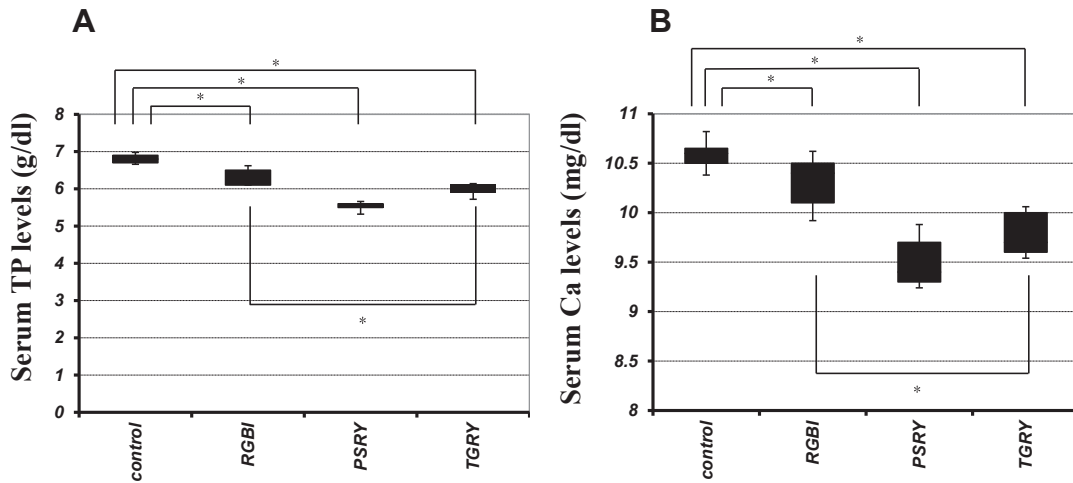 A
*
*
*
Serum TP levels (g/dl)
8
7
6
5
4
3
2
1
0
*
control
RGBI
PSRY
TGRY
B
*
*
*
Serum Ca levels (mg/dl)
11
10.5
10
9.5
9
8.5
8
*
control
RGBI
PSRY
TGRY